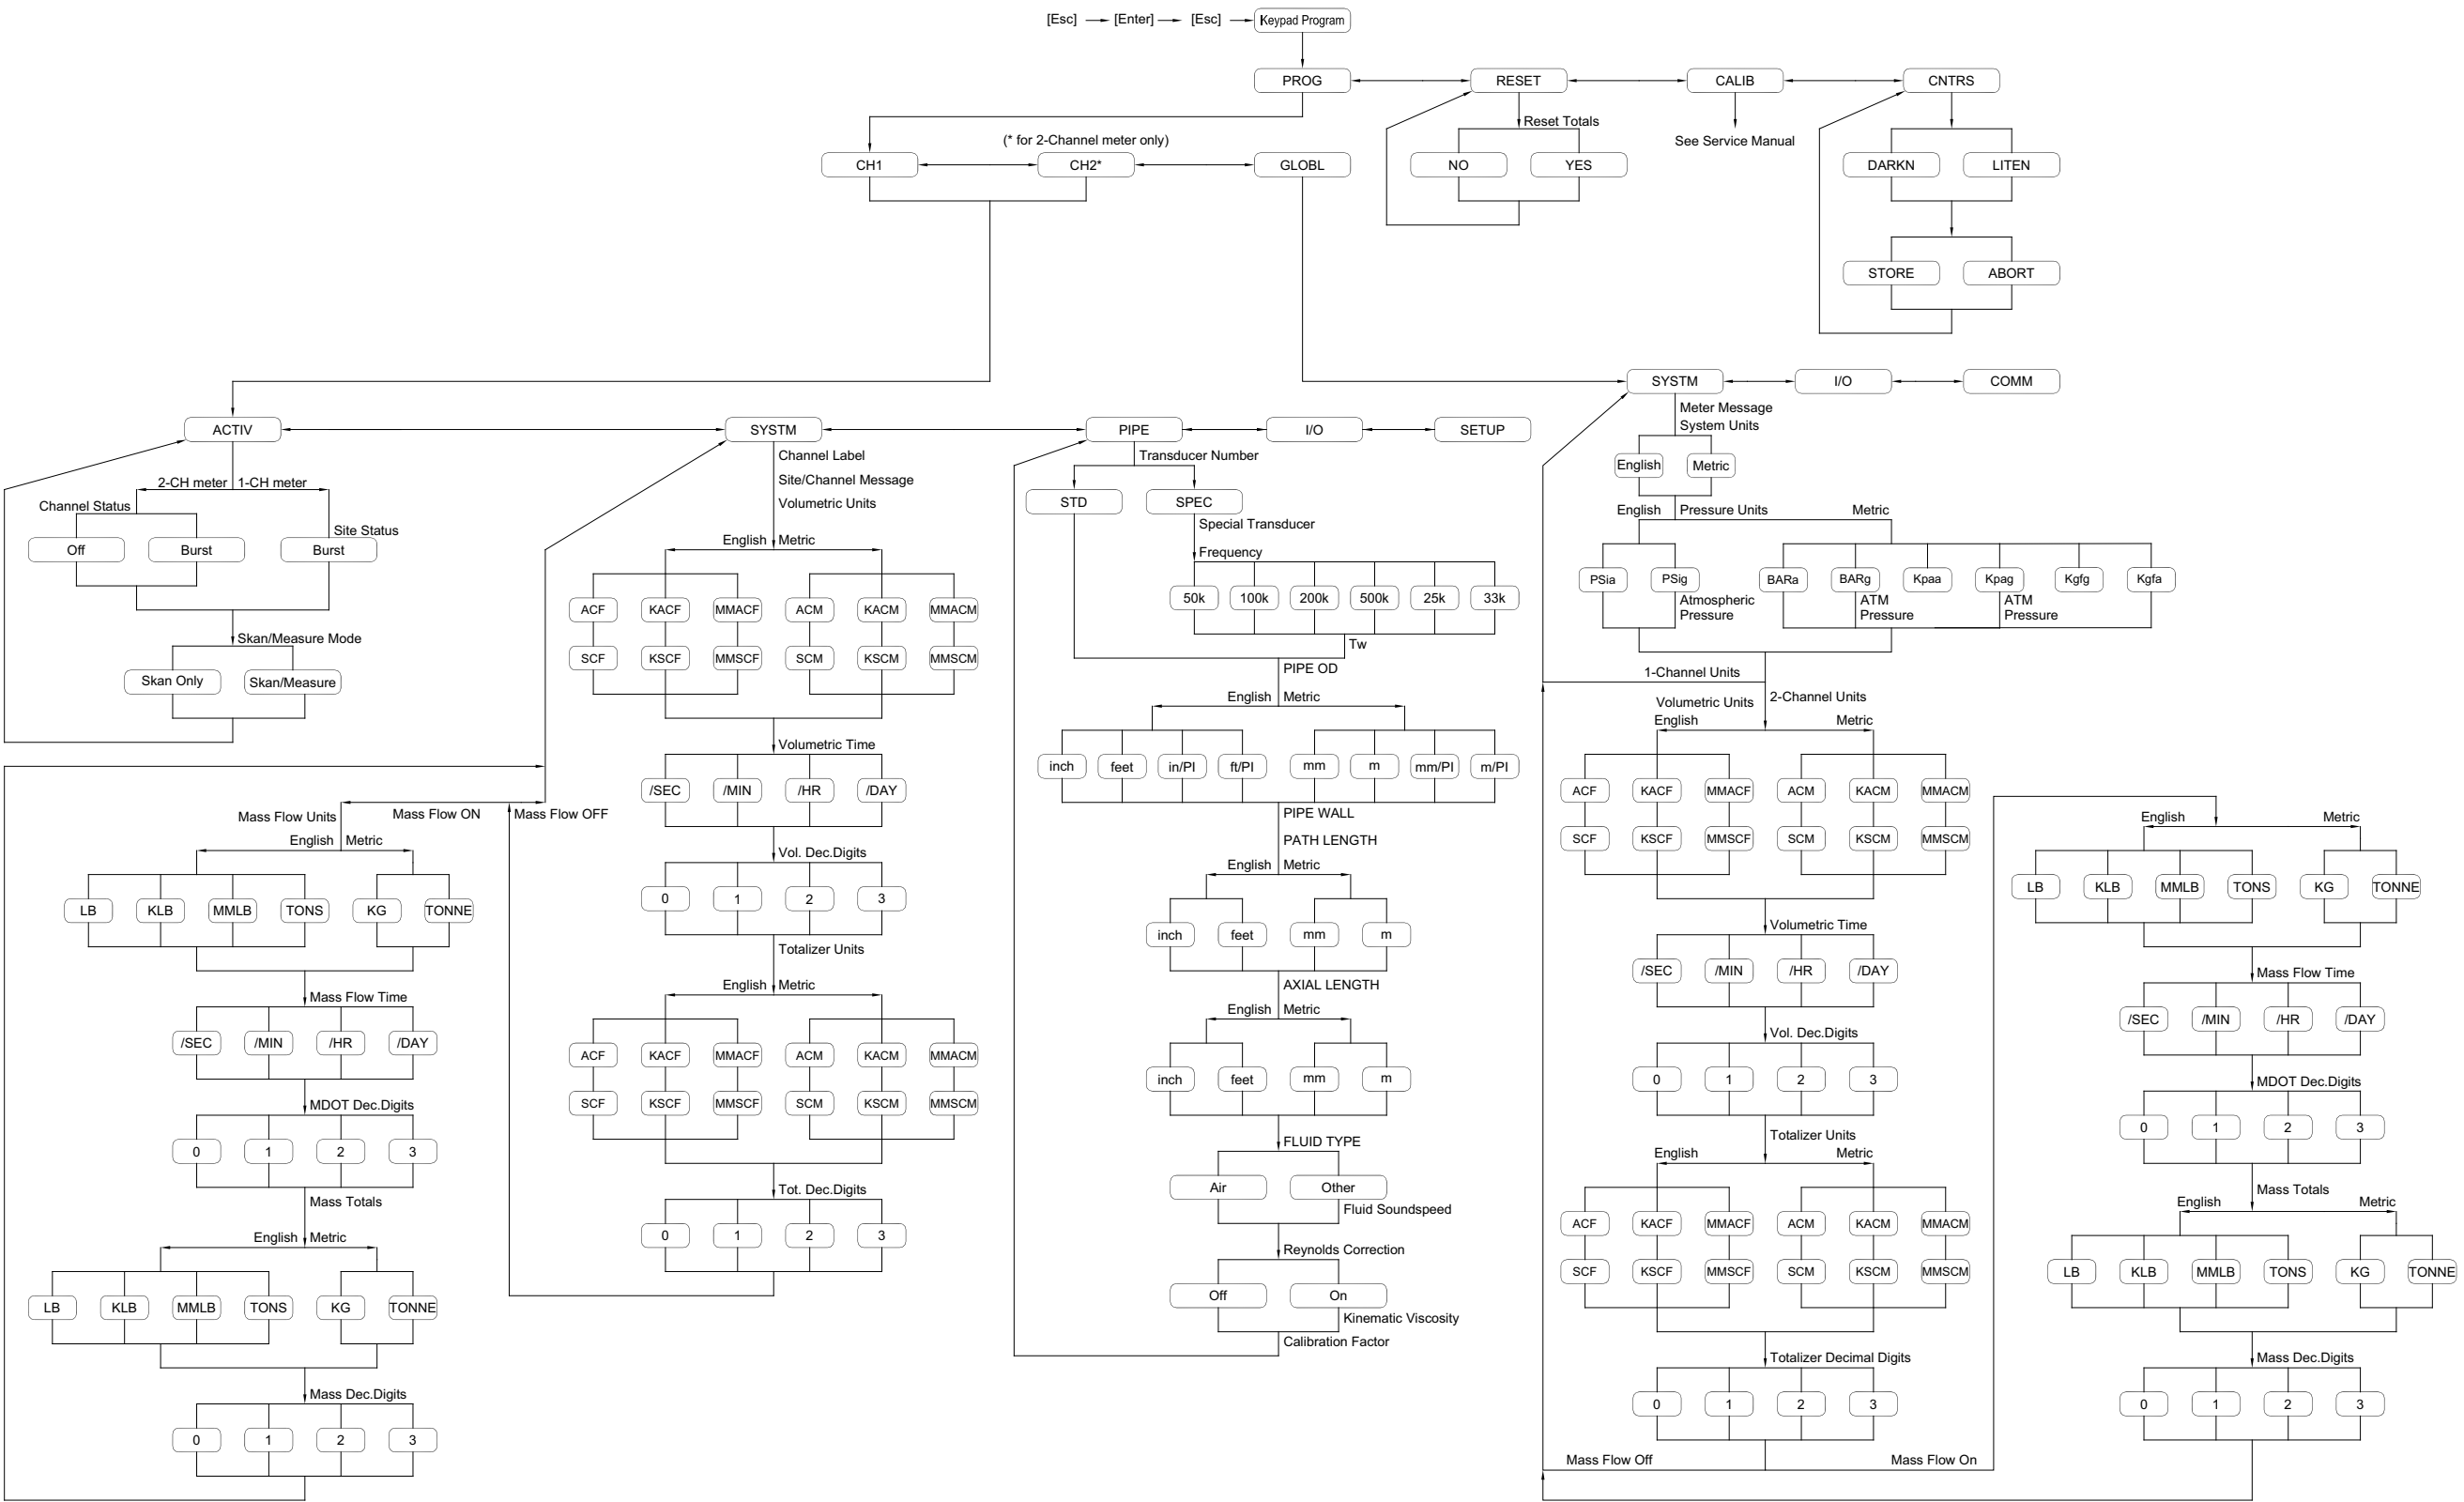 [Esc] [Enter] [Esc] Keypad Program
PROG RESET CALIB CNTRS
Reset Totals
(* for 2-Channel meter only)
See Service Manual
CH1 CH2* GLOBL NO YES DARKN LITEN
STORE ABORT
SYSTM I/O COMM
ACTIV SYSTM PIPE I/O SETUP
2-CH meter 1-CH meter
Channel Status
Site Status
Off Burst Burst
Skan/Measure Mode
Skan Only Skan/Measure
Channel Label
Site/Channel Message
Volumetric Units
English Metric
ACF KACF MMACF ACM KACM MMACM
SCF KSCF MMSCF SCM KSCM MMSCM
Volumetric Time
/SEC /MIN /HR /DAY
Vol. Dec.Digits
0 1 2 3
Totalizer Units
English Metric
ACF KACF MMACF ACM KACM MMACM
SCF KSCF MMSCF SCM KSCM MMSCM
Tot. Dec.Digits
0 1 2 3
Mass Flow ON Mass Flow OFF
Mass Flow Units
English Metric
LB KLB MMLB TONS KG TONNE
Mass Flow Time
/SEC /MIN /HR /DAY
MDOT Dec.Digits
0 1 2 3
Mass Totals
English Metric
LB KLB MMLB TONS KG TONNE
Mass Dec.Digits
0 1 2 3
Transducer Number
STD SPEC
Special Transducer
Frequency
50k 100k 200k 500k 25k 33k
Tw
PIPE OD
English Metric
inch feet in/PI ft/PI mm m mm/PI m/PI
PIPE WALL
PATH LENGTH
English Metric
inch feet mm m
AXIAL LENGTH
English Metric
inch feet mm m
FLUID TYPE
Air Other
Fluid Soundspeed
Reynolds Correction
Off On
Kinematic Viscosity
Calibration Factor
Meter Message
System Units
English Metric
English Pressure Units Metric
PSia PSig BARa BARg Kpaa Kpag Kgfg Kgfa
Atmospheric ATM ATM
Pressure Pressure Pressure
1-Channel Units
2-Channel Units
Volumetric Units
English Metric
ACF KACF MMACF ACM KACM MMACM
SCF KSCF MMSCF SCM KSCM MMSCM
Volumetric Time
/SEC /MIN /HR /DAY
Vol. Dec.Digits
0 1 2 3
Totalizer Units
English Metric
ACF KACF MMACF ACM KACM MMACM
SCF KSCF MMSCF SCM KSCM MMSCM
Totalizer Decimal Digits
0 1 2 3
Mass Flow Off Mass Flow On
English Metric
LB KLB MMLB TONS KG TONNE
Mass Flow Time
/SEC /MIN /HR /DAY
MDOT Dec.Digits
0 1 2 3
Mass Totals
English Metric
LB KLB MMLB TONS KG TONNE
Mass Dec.Digits
0 1 2 3